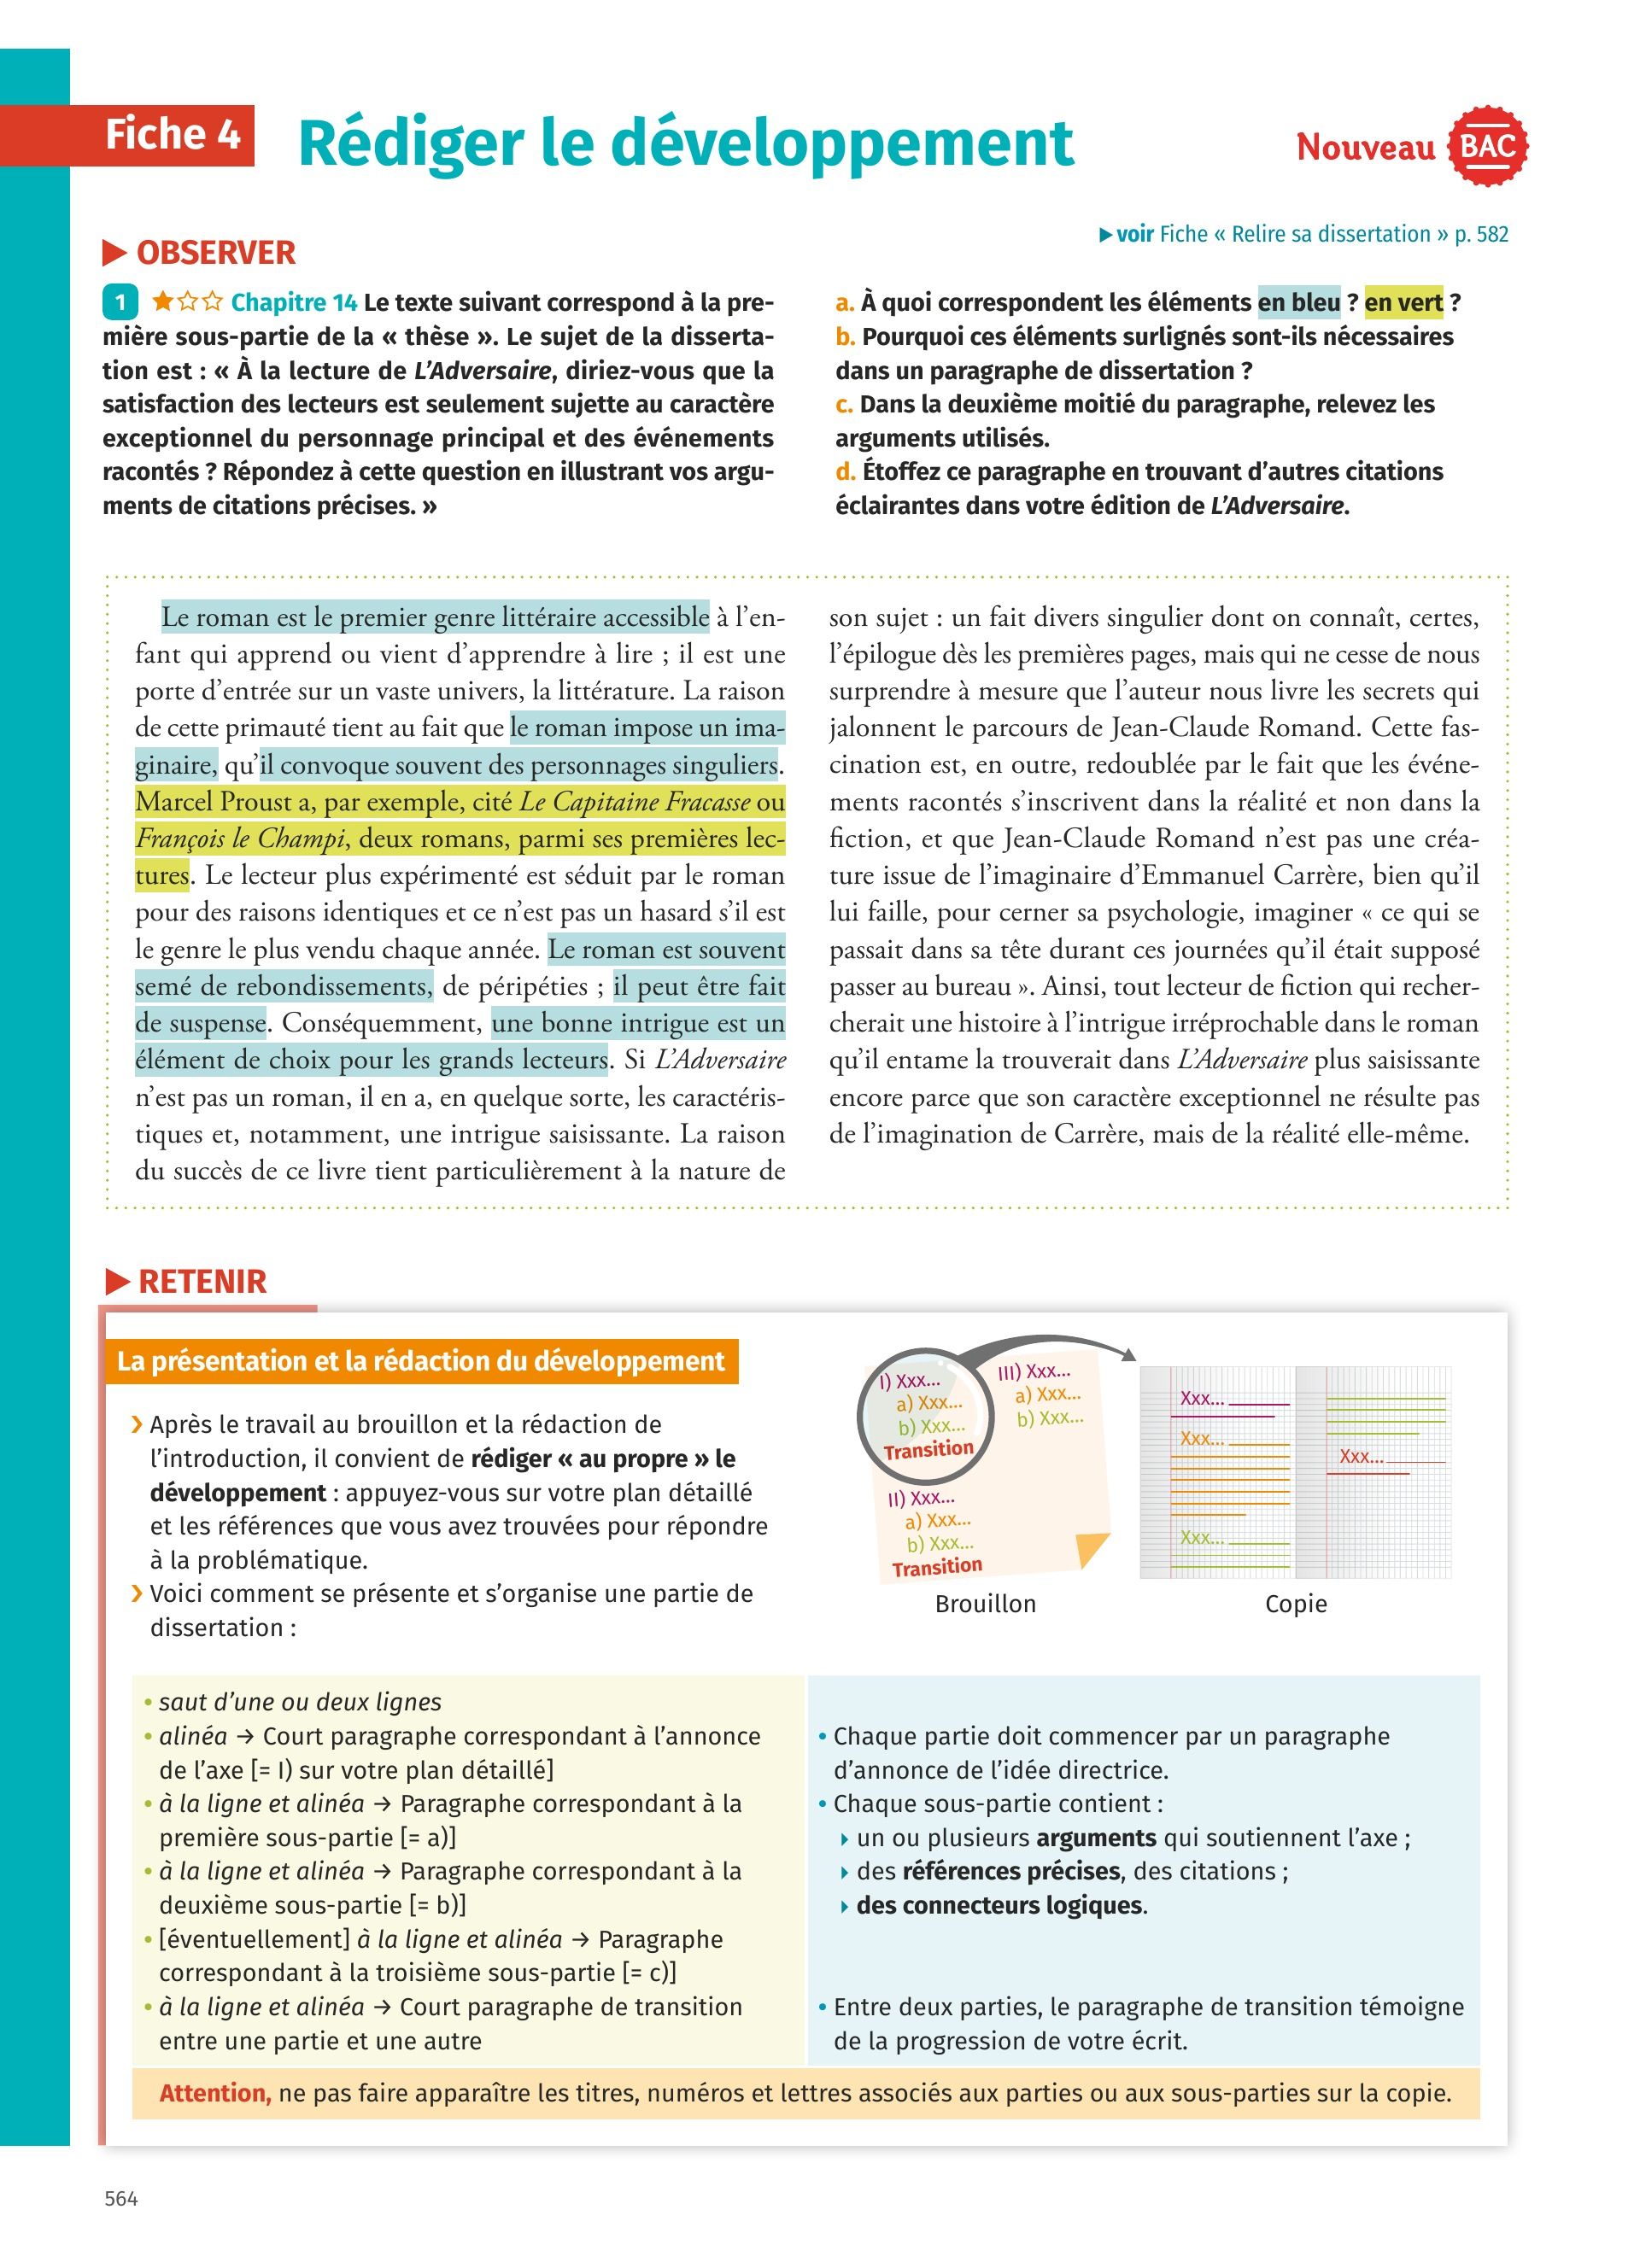 Fiche 4
Rédiger le développement
Nouveau BAC
▶ voir Fiche « Relire sa dissertation » p. 582
▶ OBSERVER
1 ★☆☆ Chapitre 14 Le texte suivant correspond à la pre-
mière sous-partie de la « thèse ». Le sujet de la disserta-
tion est : « À la lecture de L’Adversaire, diriez-vous que la
satisfaction des lecteurs est seulement sujette au caractère
exceptionnel du personnage principal et des événements
racontés ? Répondez à cette question en illustrant vos argu-
ments de citations précises. »
a. À quoi correspondent les éléments en bleu ? en vert ?
b. Pourquoi ces éléments surlignés sont-ils nécessaires
dans un paragraphe de dissertation ?
c. Dans la deuxième moitié du paragraphe, relevez les
arguments utilisés.
d. Étoffez ce paragraphe en trouvant d’autres citations
éclairantes dans votre édition de L’Adversaire.
Le roman est le premier genre littéraire accessible à l’en-
fant qui apprend ou vient d’apprendre à lire ; il est une
porte d’entrée sur un vaste univers, la littérature. La raison
de cette primauté tient au fait que le roman impose un ima-
ginaire, qu’il convoque souvent des personnages singuliers.
Marcel Proust a, par exemple, cité Le Capitaine Fracasse ou
François le Champi, deux romans, parmi ses premières lec-
tures. Le lecteur plus expérimenté est séduit par le roman
pour des raisons identiques et ce n’est pas un hasard s’il est
le genre le plus vendu chaque année. Le roman est souvent
semé de rebondissements, de péripéties ; il peut être fait
de suspense. Conséquemment, une bonne intrigue est un
élément de choix pour les grands lecteurs. Si L’Adversaire
n’est pas un roman, il en a, en quelque sorte, les caractéris-
tiques et, notamment, une intrigue saisissante. La raison
du succès de ce livre tient particulièrement à la nature de
son sujet : un fait divers singulier dont on connaît, certes,
l’épilogue dès les premières pages, mais qui ne cesse de nous
surprendre à mesure que l’auteur nous livre les secrets qui
jalonnent le parcours de Jean-Claude Romand. Cette fas-
cination est, en outre, redoublée par le fait que les événe-
ments racontés s’inscrivent dans la réalité et non dans la
fiction, et que Jean-Claude Romand n’est pas une créa-
ture issue de l’imaginaire d’Emmanuel Carrère, bien qu’il
lui faille, pour cerner sa psychologie, imaginer « ce qui se
passait dans sa tête durant ces journées qu’il était supposé
passer au bureau ». Ainsi, tout lecteur de fiction qui recher-
cherait une histoire à l’intrigue irréprochable dans le roman
qu’il entame la trouverait dans L’Adversaire plus saisissante
encore parce que son caractère exceptionnel ne résulte pas
de l’imagination de Carrère, mais de la réalité elle-même.
▶ RETENIR
La présentation et la rédaction du développement
› Après le travail au brouillon et la rédaction de
l’introduction, il convient de rédiger « au propre » le
développement : appuyez-vous sur votre plan détaillé
et les références que vous avez trouvées pour répondre
à la problématique.
› Voici comment se présente et s’organise une partie de
dissertation :
I) Xxx...
a) Xxx...
b) Xxx...
Transition
II) Xxx...
a) Xxx...
b) Xxx...
Transition
III) Xxx...
a) Xxx...
b) Xxx...
Brouillon
Xxx...
Xxx...
Xxx...
Xxx...
Copie
• saut d’une ou deux lignes
• alinéa → Court paragraphe correspondant à l’annonce
de l’axe [= I) sur votre plan détaillé]
• à la ligne et alinéa → Paragraphe correspondant à la
première sous-partie [= a)]
• à la ligne et alinéa → Paragraphe correspondant à la
deuxième sous-partie [= b)]
• [éventuellement] à la ligne et alinéa → Paragraphe
correspondant à la troisième sous-partie [= c)]
• à la ligne et alinéa → Court paragraphe de transition
entre une partie et une autre
• Chaque partie doit commencer par un paragraphe
d’annonce de l’idée directrice.
• Chaque sous-partie contient :
un ou plusieurs arguments qui soutiennent l’axe ;
des références précises, des citations ;
des connecteurs logiques.
• Entre deux parties, le paragraphe de transition témoigne
de la progression de votre écrit.
Attention, ne pas faire apparaître les titres, numéros et lettres associés aux parties ou aux sous-parties sur la copie.
564